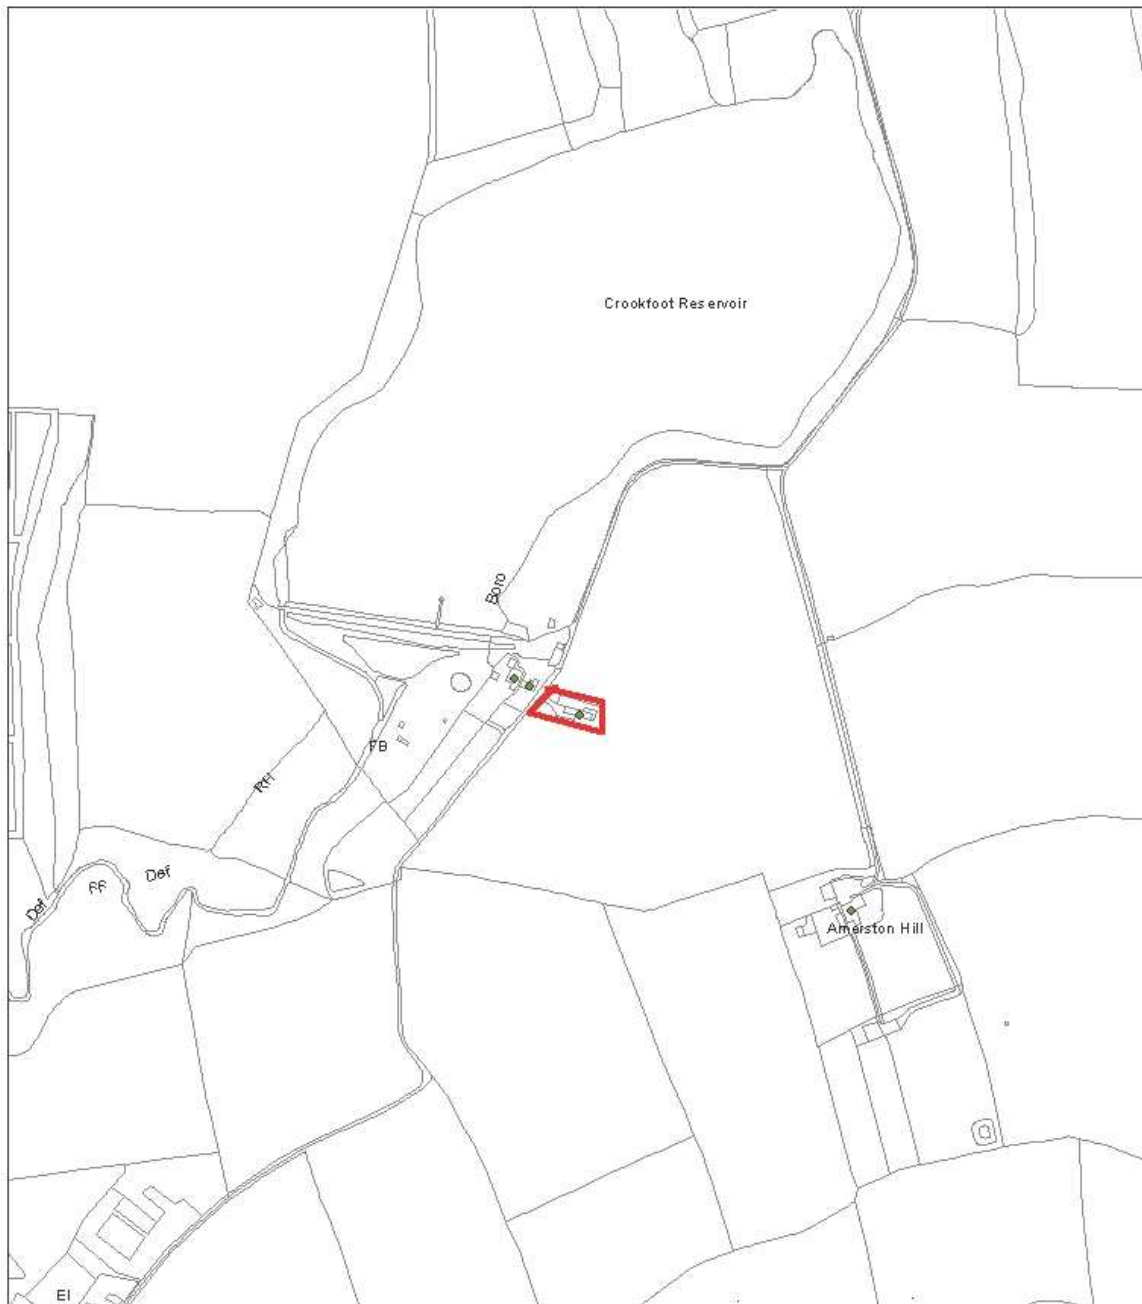 Crookfoot Reservoir
Boro
FB
RH
Def
FF
Def
Amerston Hill
El